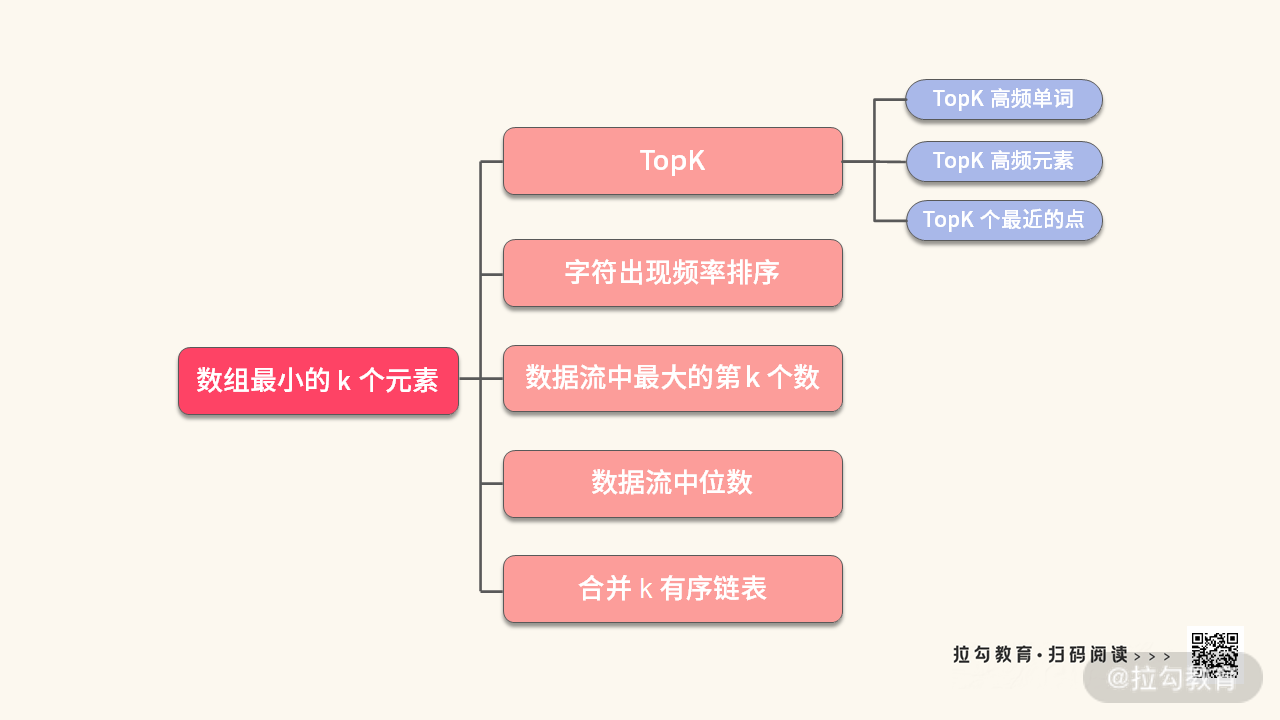 TopK 高频单词
TopK
TopK 高频元素
TopK 个最近的点
字符出现频率排序
数组最小的 k 个元素
数据流中最大的第 k 个数
数据流中位数
合并 k 有序链表
拉勾教育·扫码阅读>>>
@拉勾教育